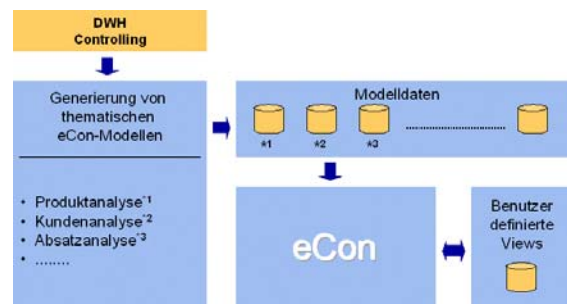 DWH
Controlling
Generierung von
thematischen
eCon-Modellen
• Produktanalyse*1
• Kundenanalyse*2
• Absatzanalyse*3
• ........
Modelldaten
*1 *2 *3 ..............................
eCon
Benutzer
definierte
Views